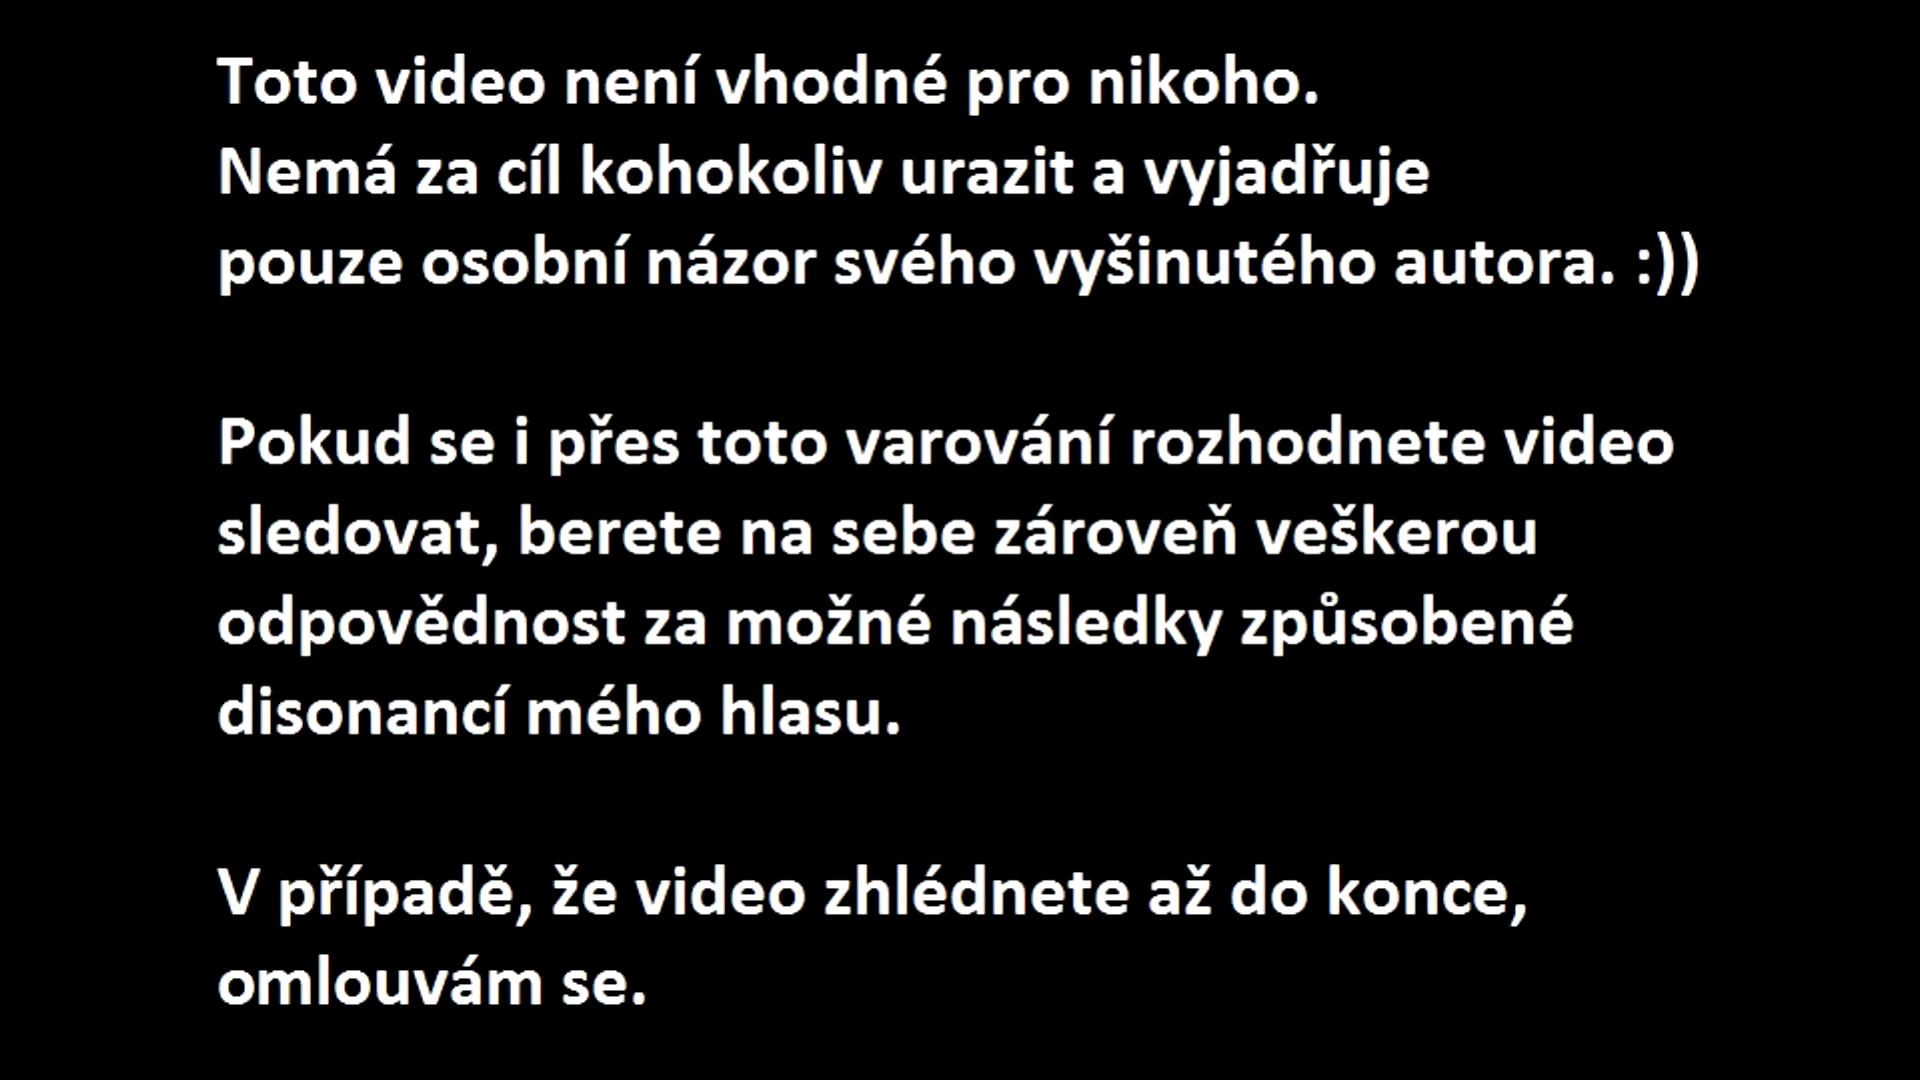 Toto video není vhodné pro nikoho.
Nemá za cíl kohokoliv urazit a vyjadřuje
pouze osobní názor svého vyšinutého autora. :))
Pokud se i přes toto varování rozhodnete video
sledovat, berete na sebe zároveň veškerou
odpovědnost za možné následky způsobené
disonancí mého hlasu.
V případě, že video zhlédnete až do konce,
omlouvám se.